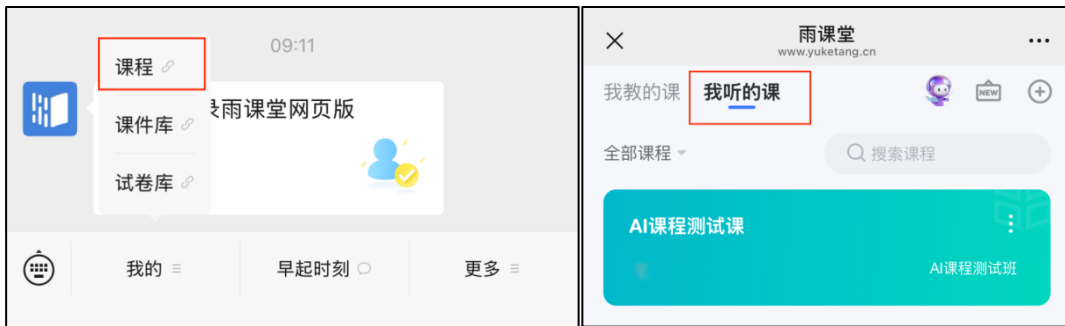 09:11
课程
录雨课堂网页版
课件库
试卷库
我的
早起时刻
更多
雨课堂
www.yuketang.cn
我教的课
我听的课
NEW
全部课程
搜索课程
AI课程测试课
AI课程测试班